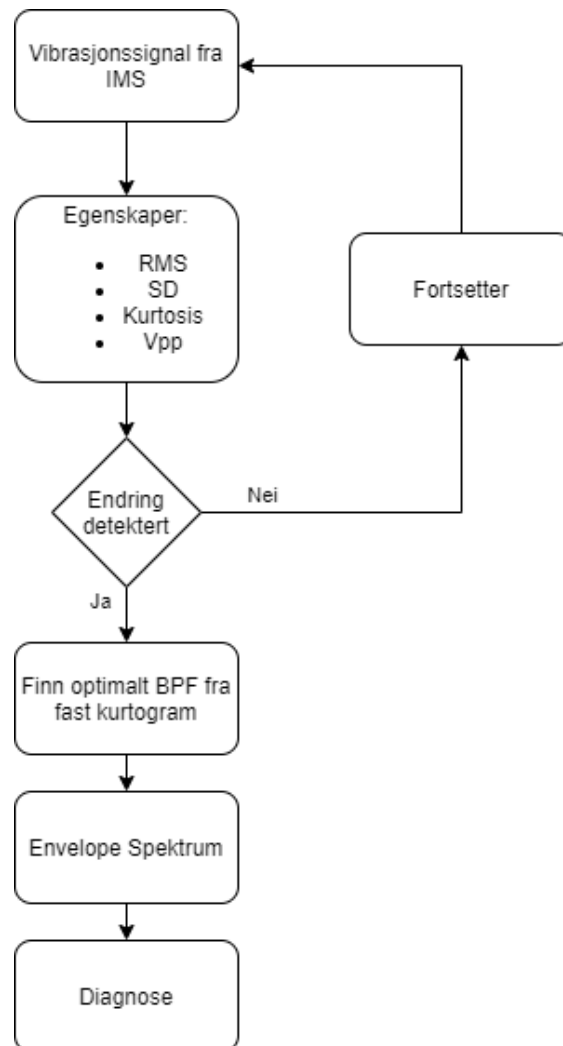 Vibrasjonssignal fra
IMS
Egenskaper:
• RMS
• SD
• Kurtosis
• Vpp
Fortsetter
Endring
detektert
Nei
Ja
Finn optimalt BPF fra
fast kurtogram
Envelope Spektrum
Diagnose